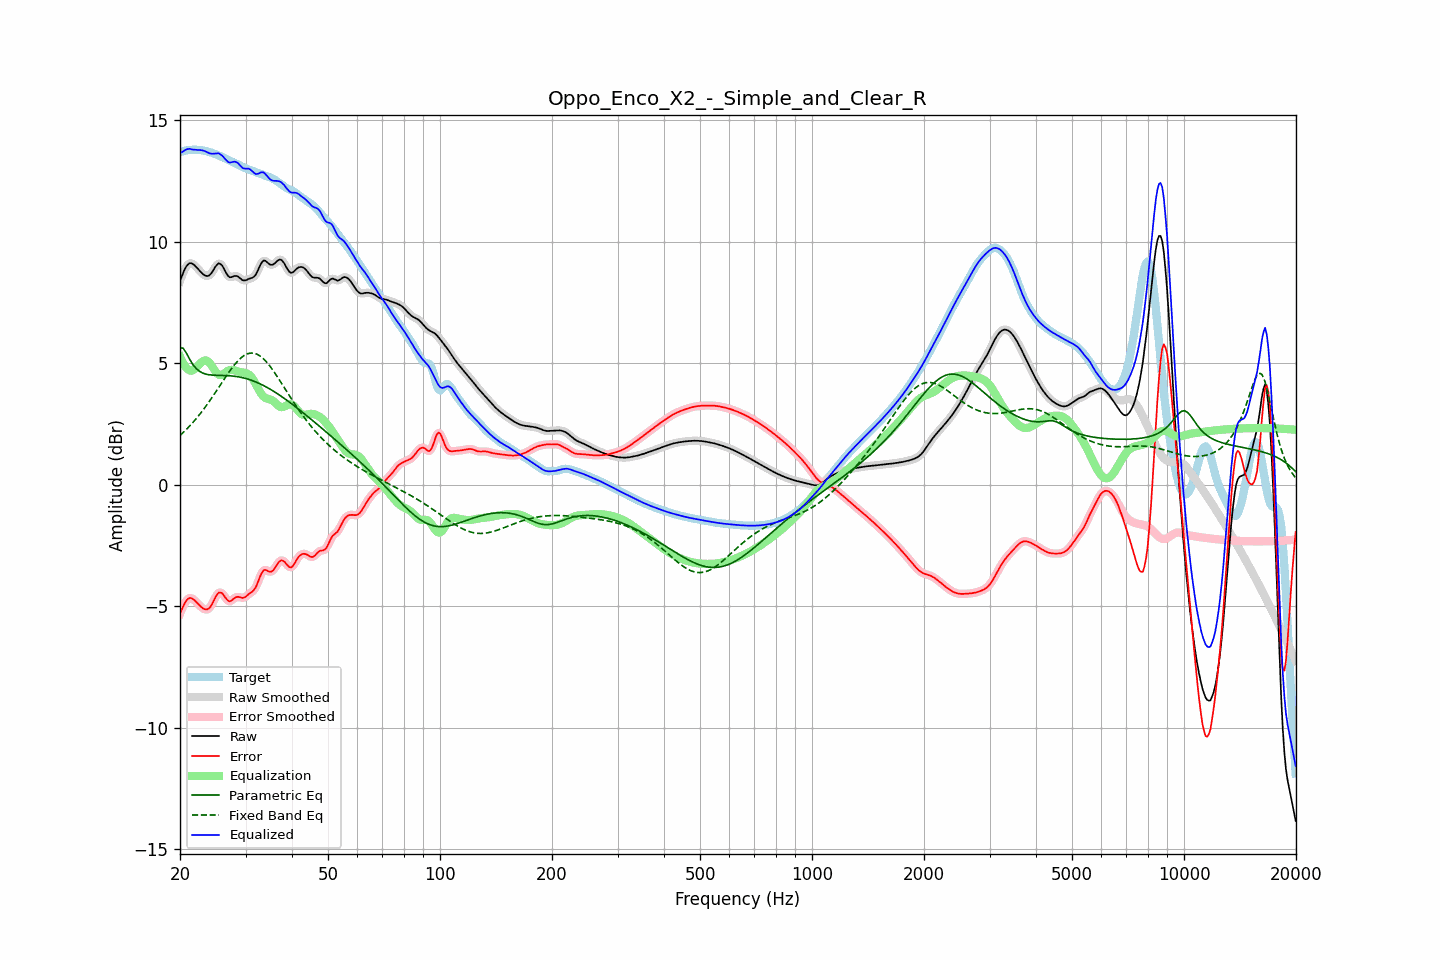 Oppo_Enco_X2_-_Simple_and_Clear_R
Amplitude (dBr)
15
10
5
0
−5
−10
−15
Target
Raw Smoothed
Error Smoothed
Raw
Error
Equalization
Parametric Eq
Fixed Band Eq
Equalized
20 50 100 200 500 1000 2000 5000 10000 20000
Frequency (Hz)